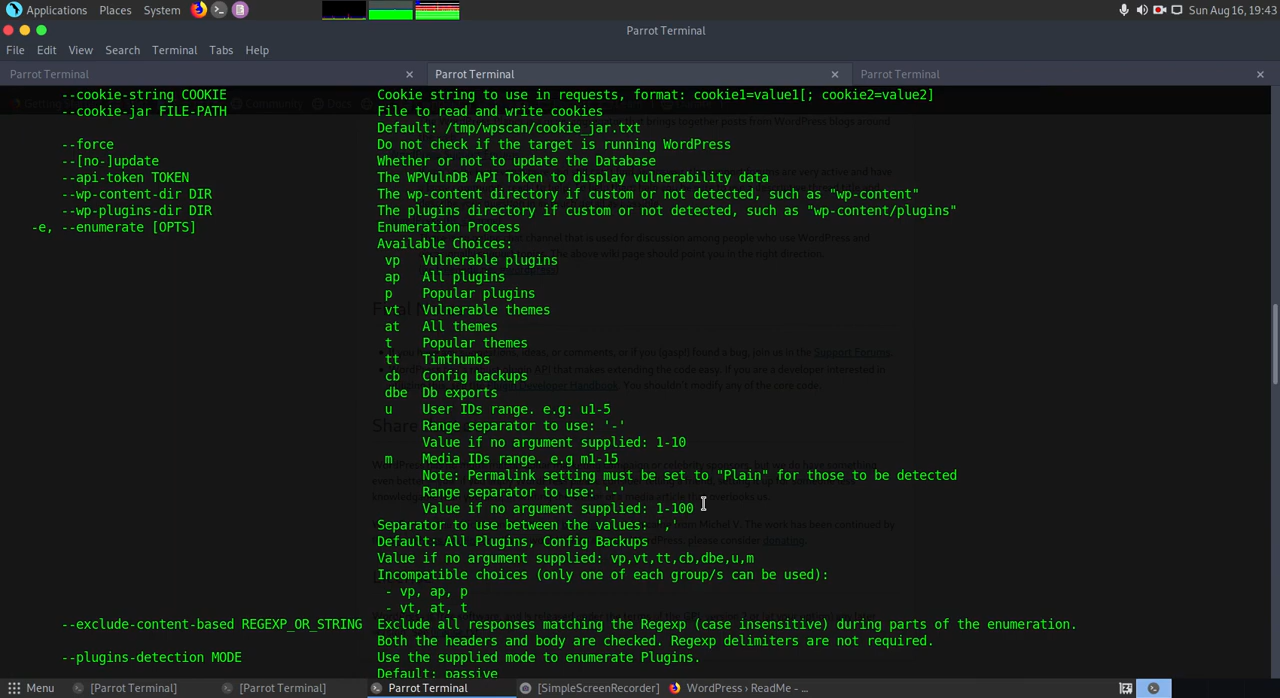 Applications Places System Sun Aug 16, 19:43
Parrot Terminal
File Edit View Search Terminal Tabs Help
Parrot Terminal × Parrot Terminal × Parrot Terminal ×
--cookie-string COOKIE Cookie string to use in requests, format: cookie1=value1[; cookie2=value2]
--cookie-jar FILE-PATH File to read and write cookies
Default: /tmp/wpscan/cookie_jar.txt
--force Do not check if the target is running WordPress
--[no-]update Whether or not to update the Database
--api-token TOKEN The WPVulnDB API Token to display vulnerability data
--wp-content-dir DIR The wp-content directory if custom or not detected, such as "wp-content"
--wp-plugins-dir DIR The plugins directory if custom or not detected, such as "wp-content/plugins"
-e, --enumerate [OPTS] Enumeration Process
Available Choices:
vp Vulnerable plugins
ap All plugins
p Popular plugins
vt Vulnerable themes
at All themes
t Popular themes
tt Timthumbs
cb Config backups
dbe Db exports
u User IDs range. e.g: u1-5
Range separator to use: '-'
Value if no argument supplied: 1-10
m Media IDs range. e.g m1-15
Note: Permalink setting must be set to "Plain" for those to be detected
Range separator to use: '-'
Value if no argument supplied: 1-100
Separator to use between the values: ','
Default: All Plugins, Config Backups
Value if no argument supplied: vp,vt,tt,cb,dbe,u,m
Incompatible choices (only one of each group/s can be used):
- vp, ap, p
- vt, at, t
--exclude-content-based REGEXP_OR_STRING Exclude all responses matching the Regexp (case insensitive) during parts of the enumeration.
Both the headers and body are checked. Regexp delimiters are not required.
--plugins-detection MODE Use the supplied mode to enumerate Plugins.
Default: passive
Menu [Parrot Terminal] [Parrot Terminal] Parrot Terminal [SimpleScreenRecorder] WordPress › ReadMe - ...